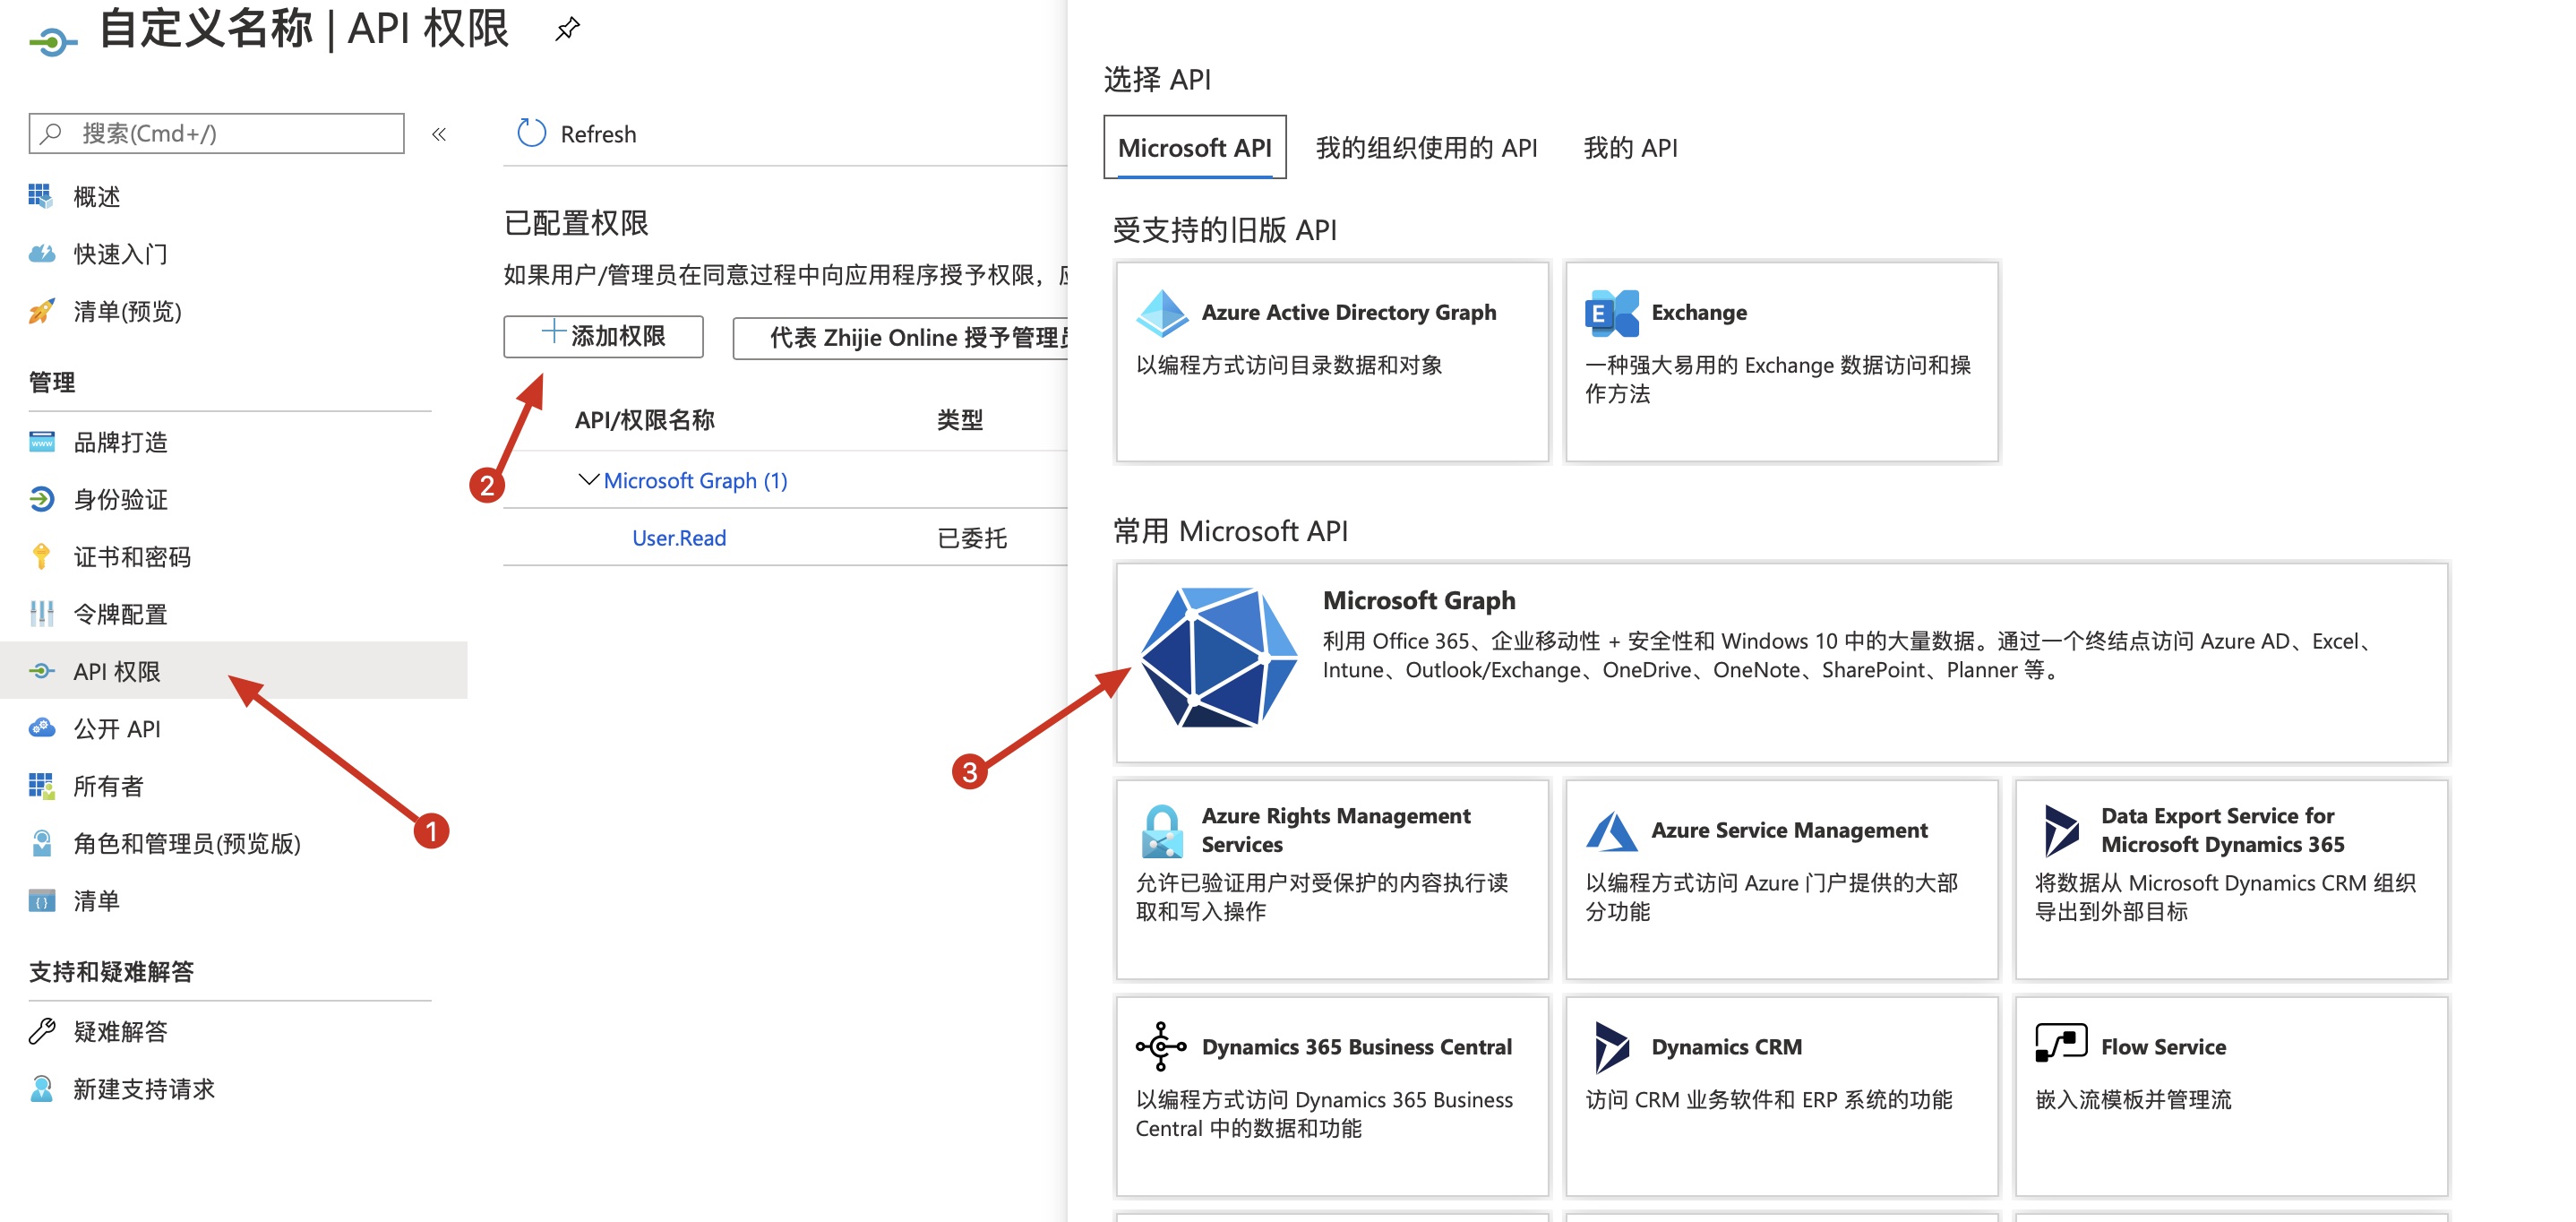 自定义名称 | API 权限
搜索(Cmd+/)
«
概述
快速入门
清单(预览)
管理
品牌打造
身份验证
证书和密码
令牌配置
API 权限
公开 API
所有者
角色和管理员(预览版)
清单
支持和疑难解答
疑难解答
新建支持请求
1
Refresh
已配置权限
如果用户/管理员在同意过程中向应用程序授予权限，
添加权限
代表 Zhijie Online 授予管理员
2
API/权限名称
类型
Microsoft Graph (1)
User.Read
已委托
3
选择 API
Microsoft API
我的组织使用的 API
我的 API
受支持的旧版 API
Azure Active Directory Graph
以编程方式访问目录数据和对象
E
Exchange
一种强大易用的 Exchange 数据访问和操
作方法
常用 Microsoft API
Microsoft Graph
利用 Office 365、企业移动性 + 安全性和 Windows 10 中的大量数据。通过一个终结点访问 Azure AD、Excel、
Intune、Outlook/Exchange、OneDrive、OneNote、SharePoint、Planner 等。
Azure Rights Management
Services
允许已验证用户对受保护的内容执行读
取和写入操作
Azure Service Management
以编程方式访问 Azure 门户提供的大部
分功能
Data Export Service for
Microsoft Dynamics 365
将数据从 Microsoft Dynamics CRM 组织
导出到外部目标
Dynamics 365 Business Central
以编程方式访问 Dynamics 365 Business
Central 中的数据和功能
Dynamics CRM
访问 CRM 业务软件和 ERP 系统的功能
Flow Service
嵌入流模板并管理流